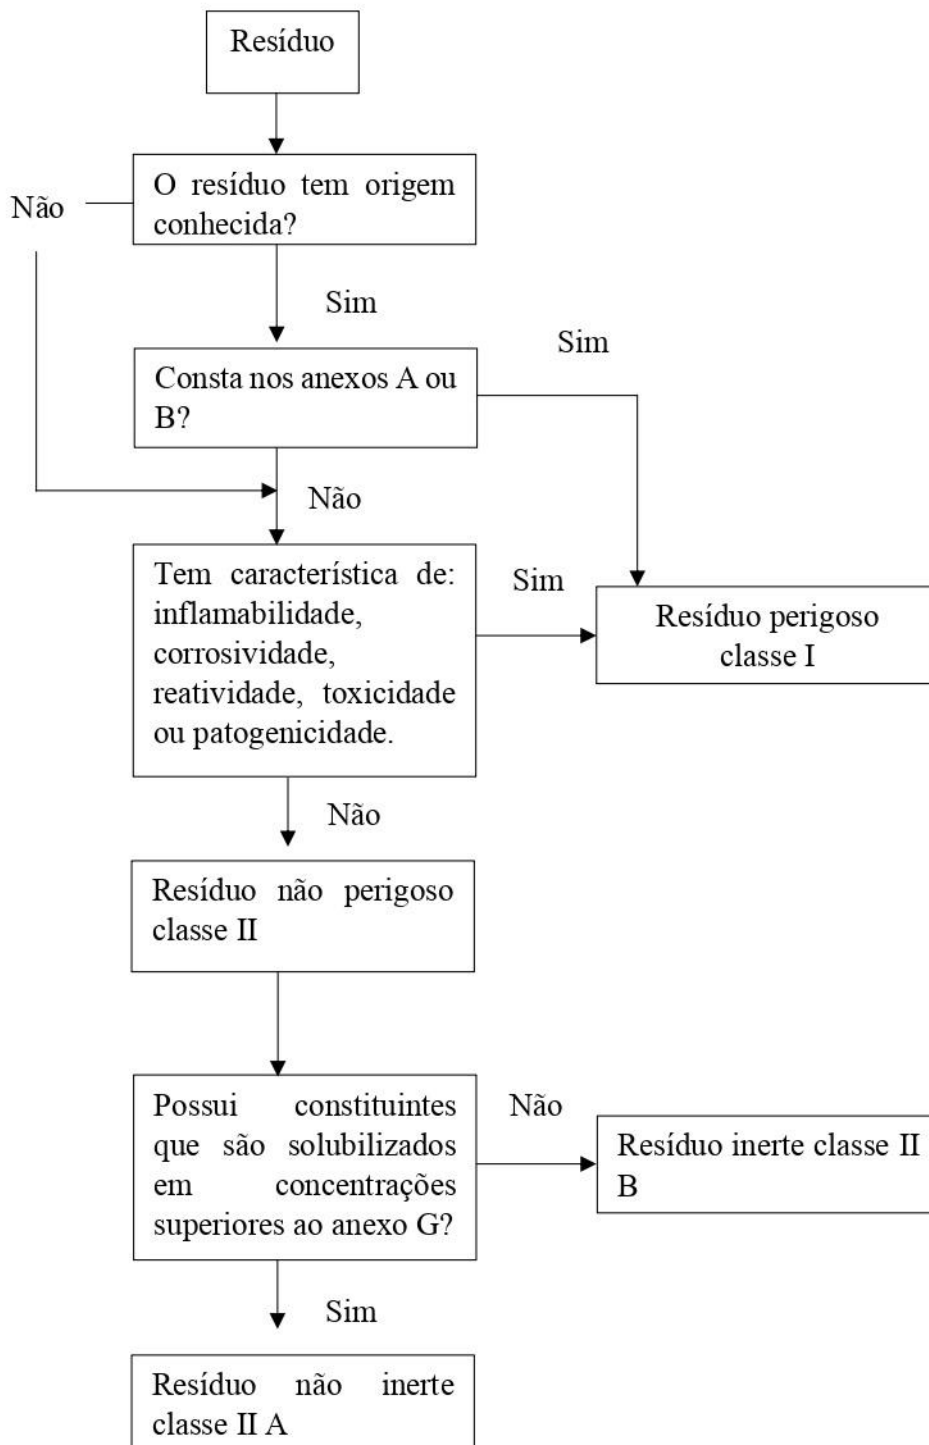 Resíduo
O resíduo tem origem
conhecida?
Não
Sim
Sim
Consta nos anexos A ou
B?
Não
Tem característica de:
inflamabilidade,
corrosividade,
reatividade, toxicidade
ou patogenicidade.
Sim
Resíduo perigoso
classe I
Não
Resíduo não perigoso
classe II
Possui constituintes
que são solubilizados
em concentrações
superiores ao anexo G?
Não
Resíduo inerte classe II
B
Sim
Resíduo não inerte
classe II A